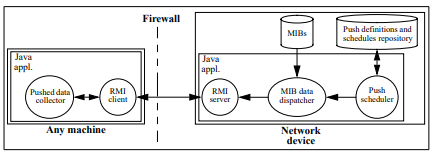 Firewall
MIBs
Push definitions and
schedules repository
Java
appl.
Java
appl.
Pushed data
collector
RMI
client
RMI
server
MIB data
dispatcher
Push
scheduler
Any machine
Network
device